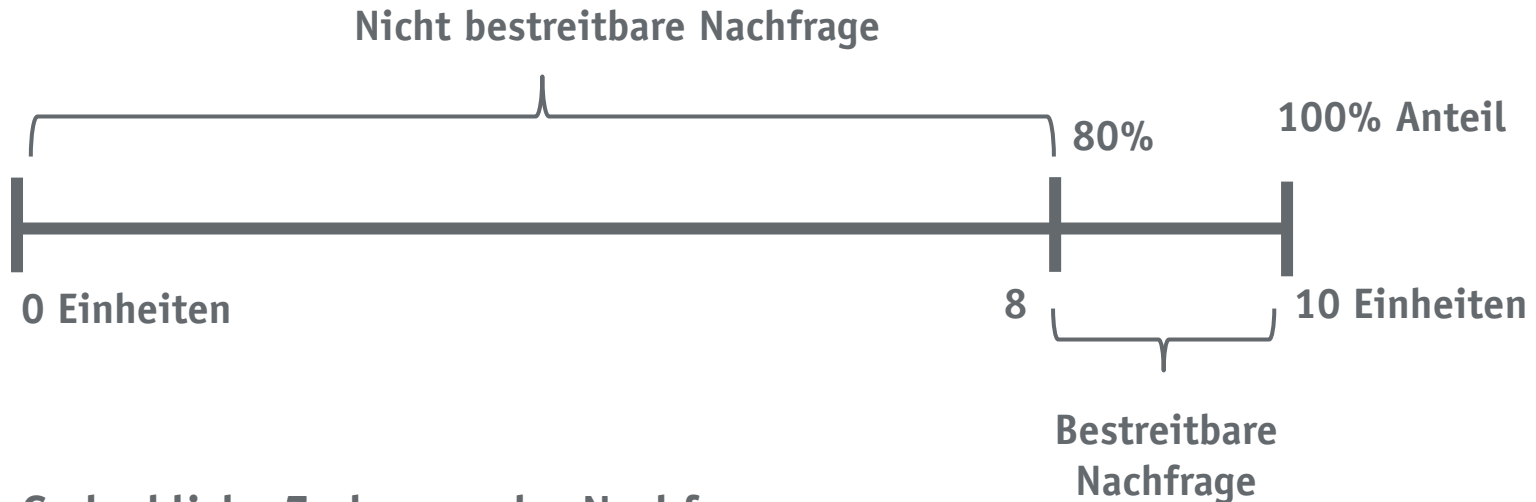 Nicht bestreitbare Nachfrage
80%
100% Anteil
0 Einheiten
8
10 Einheiten
Bestreitbare
Nachfrage